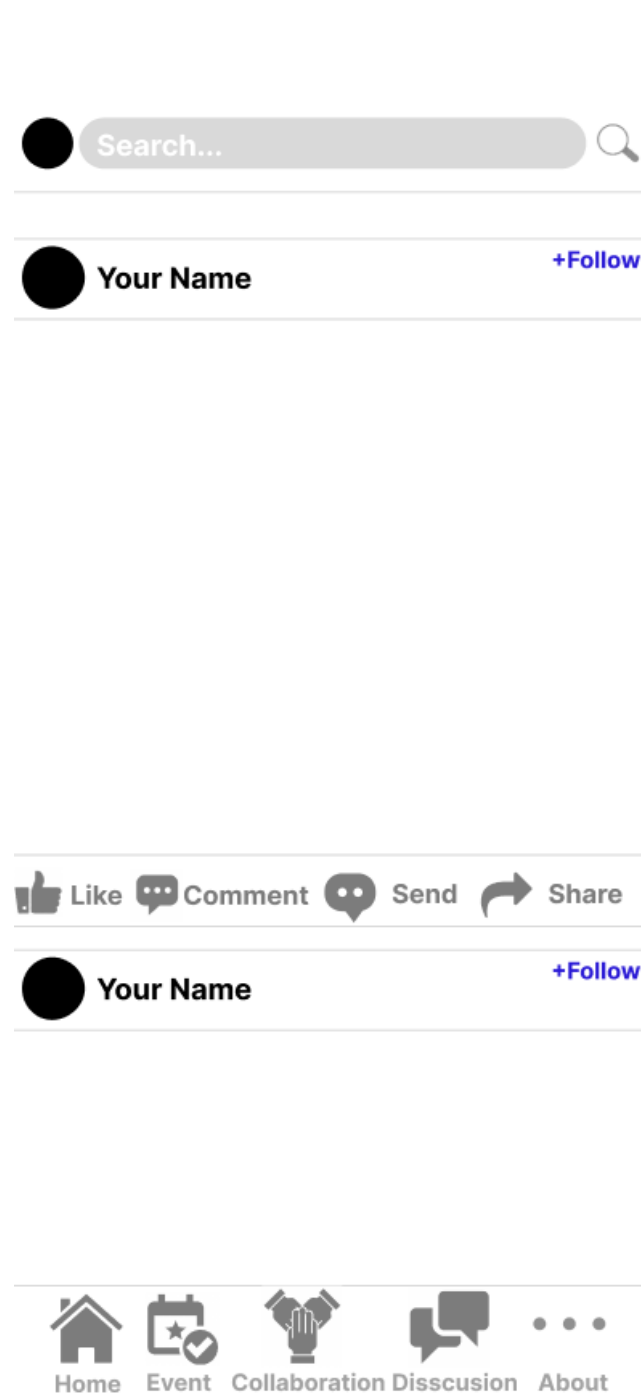 Search...
Your Name +Follow
Like Comment Send Share
Your Name +Follow
Home Event Collaboration Disscusion About